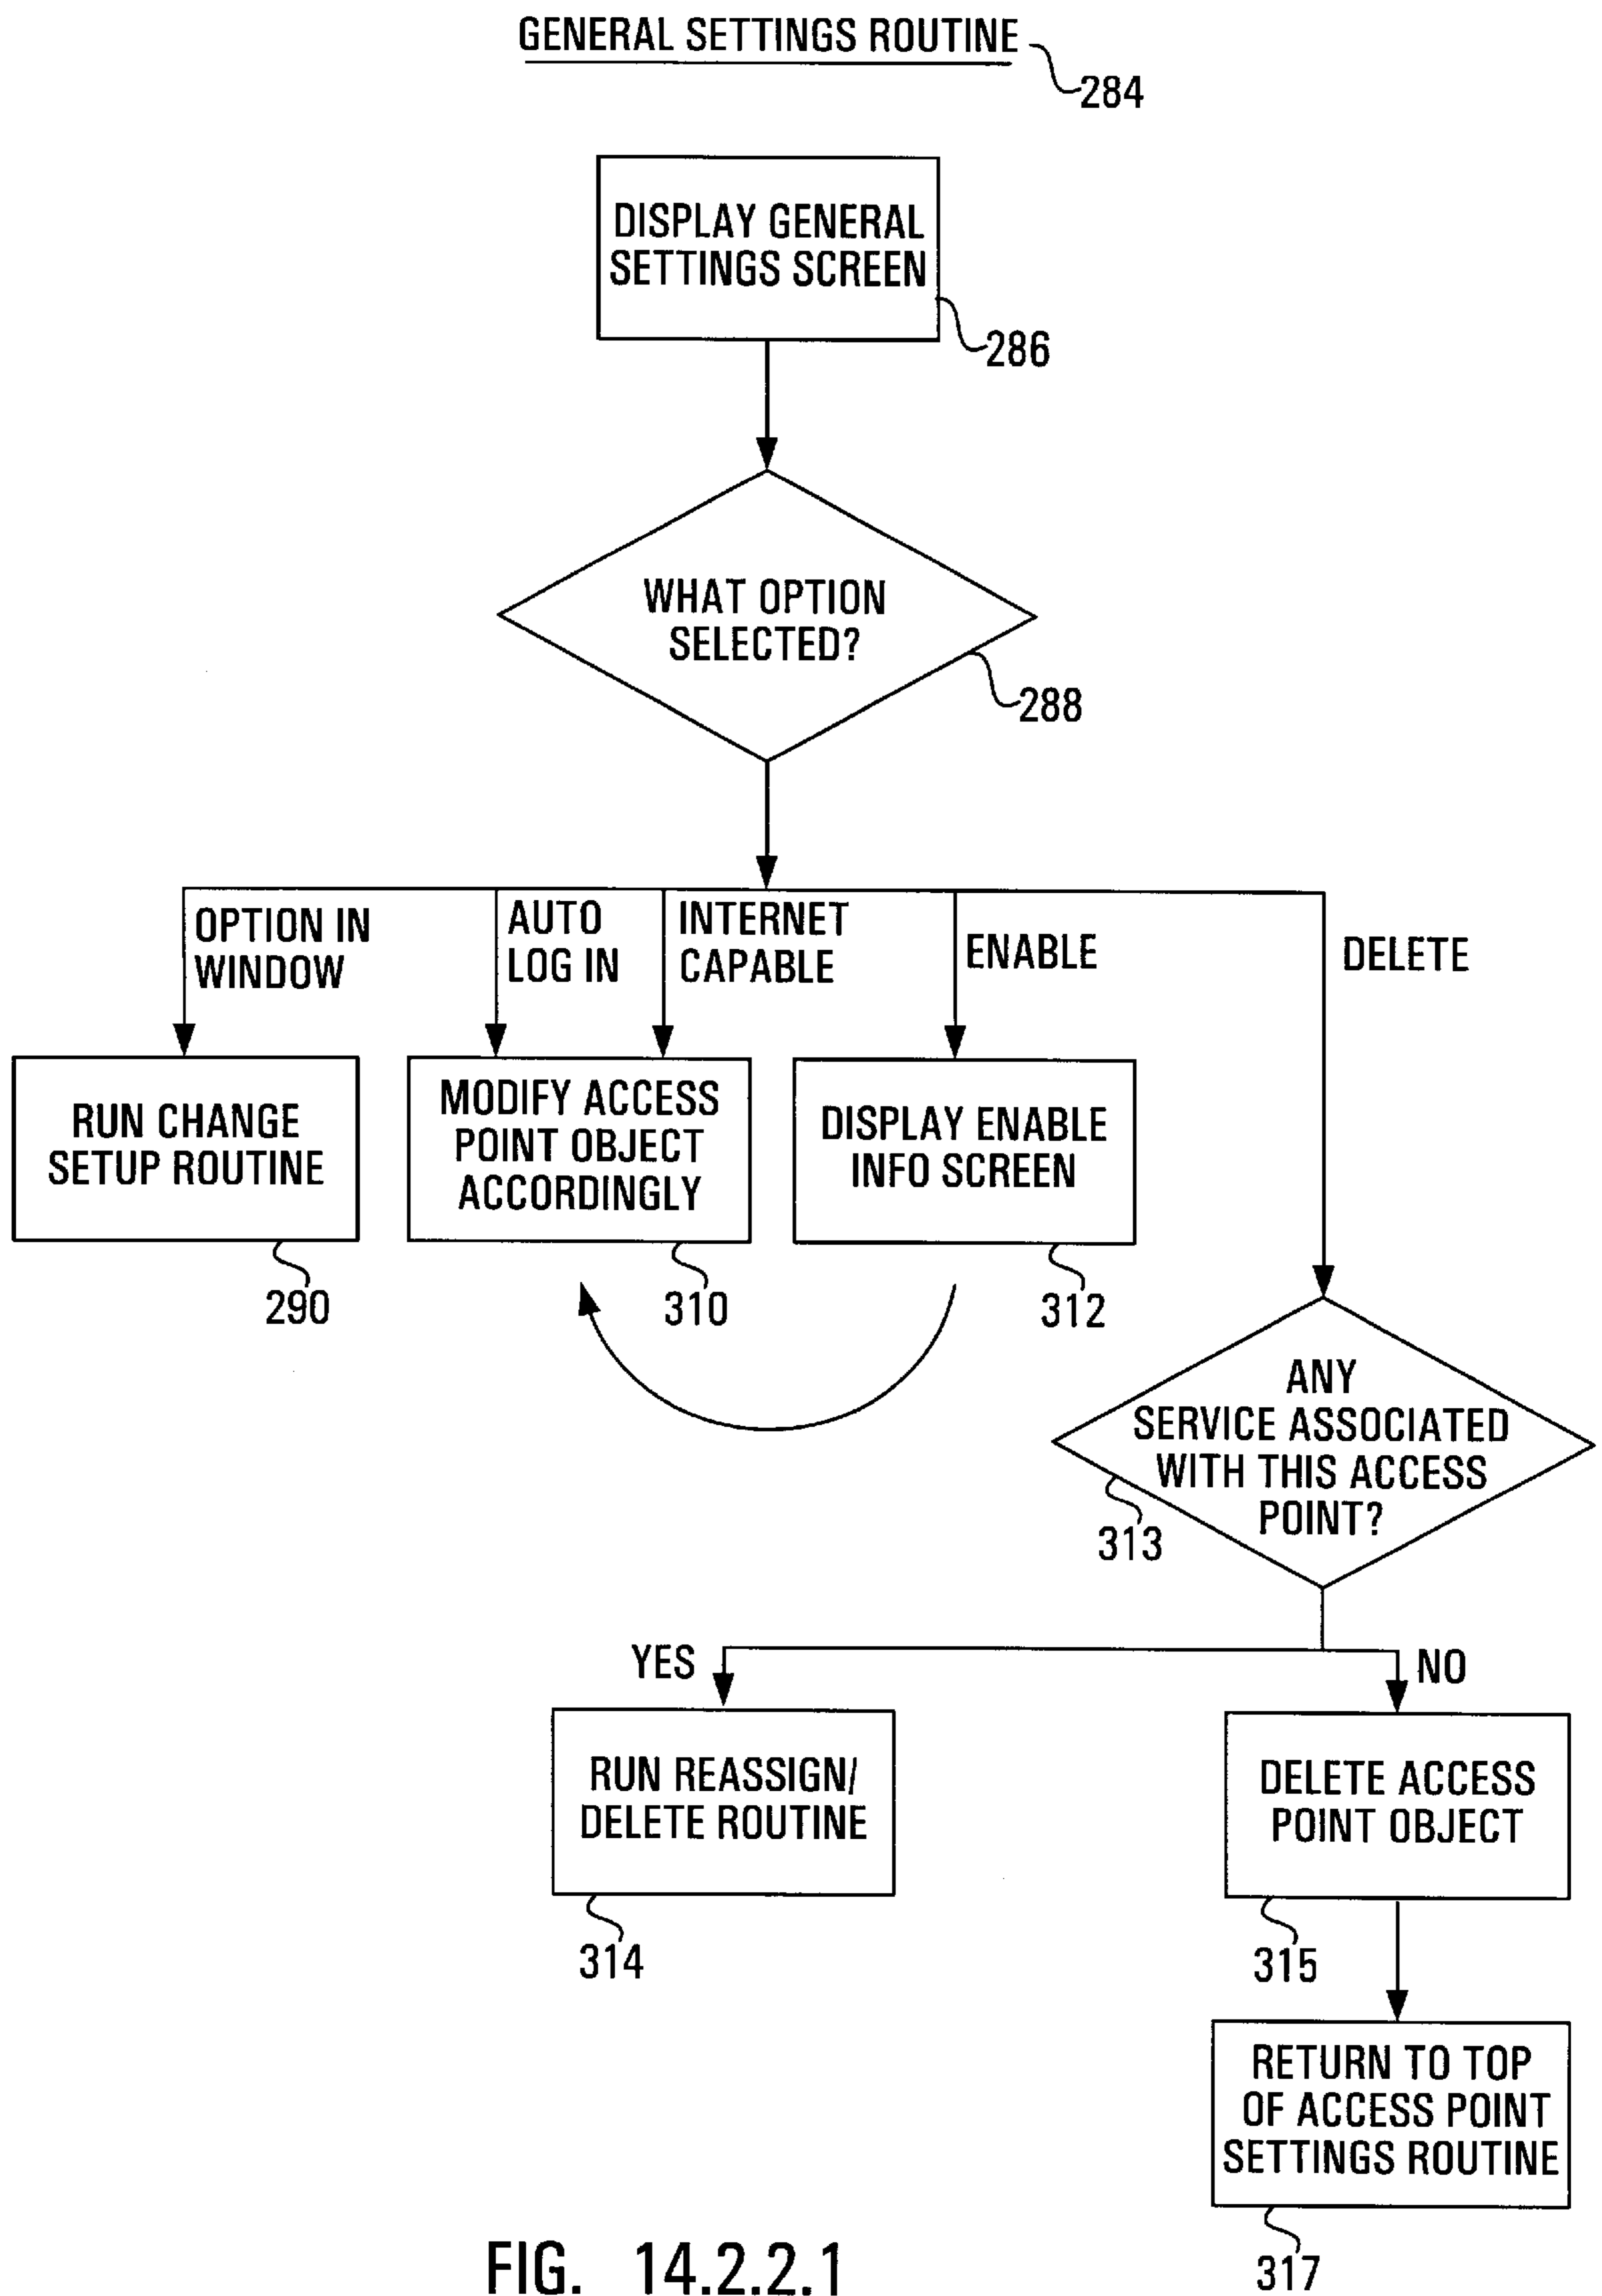 GENERAL SETTINGS ROUTINE
284
DISPLAY GENERAL
SETTINGS SCREEN
286
WHAT OPTION
SELECTED?
288
OPTION IN
WINDOW
AUTO
LOG IN
INTERNET
CAPABLE
ENABLE
DELETE
RUN CHANGE
SETUP ROUTINE
290
MODIFY ACCESS
POINT OBJECT
ACCORDINGLY
310
DISPLAY ENABLE
INFO SCREEN
312
ANY
SERVICE ASSOCIATED
WITH THIS ACCESS
POINT?
313
YES
NO
RUN REASSIGN/
DELETE ROUTINE
314
DELETE ACCESS
POINT OBJECT
315
RETURN TO TOP
OF ACCESS POINT
SETTINGS ROUTINE
317
FIG. 14.2.2.1